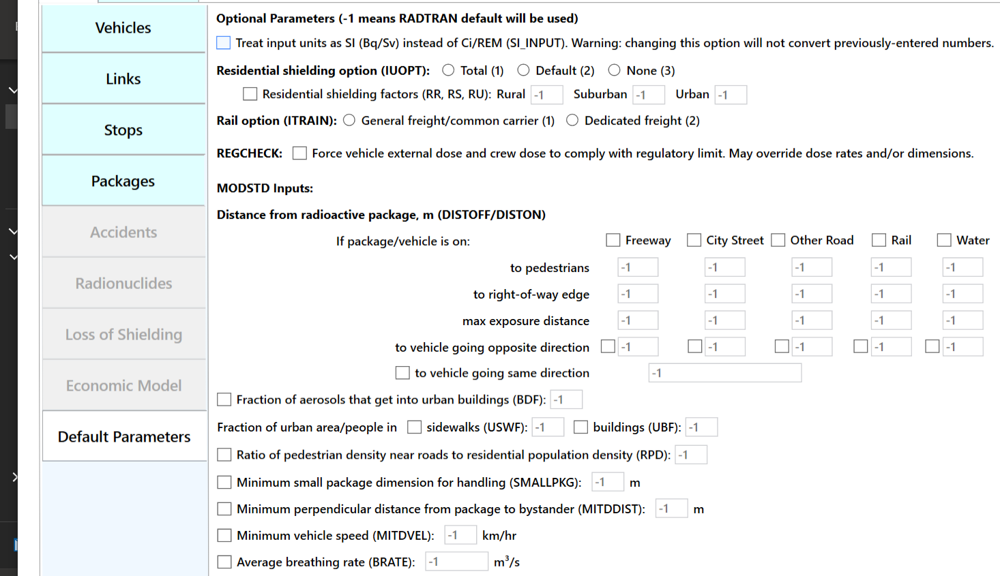 Vehicles
Links
Stops
Packages
Accidents
Radionuclides
Loss of Shielding
Economic Model
Default Parameters
Optional Parameters (-1 means RADTRAN default will be used)
Treat input units as SI (Bq/Sv) instead of Ci/REM (SI_INPUT). Warning: changing this option will not convert previously-entered numbers.
Residential shielding option (IUOPT): Total (1) Default (2) None (3)
Residential shielding factors (RR, RS, RU): Rural -1 Suburban -1 Urban -1
Rail option (ITRAIN): General freight/common carrier (1) Dedicated freight (2)
REGCHECK: Force vehicle external dose and crew dose to comply with regulatory limit. May override dose rates and/or dimensions.
MODSTD Inputs:
Distance from radioactive package, m (DISTOFF/DISTON)
If package/vehicle is on: Freeway City Street Other Road Rail Water
to pedestrians -1 -1 -1 -1 -1
to right-of-way edge -1 -1 -1 -1 -1
max exposure distance -1 -1 -1 -1 -1
to vehicle going opposite direction -1 -1 -1 -1 -1
to vehicle going same direction -1
Fraction of aerosols that get into urban buildings (BDF): -1
Fraction of urban area/people in sidewalks (USWF): -1 buildings (UBF): -1
Ratio of pedestrian density near roads to residential population density (RPD): -1
Minimum small package dimension for handling (SMALLPKG): -1 m
Minimum perpendicular distance from package to bystander (MITDDIST): -1 m
Minimum vehicle speed (MITDVEL): -1 km/hr
Average breathing rate (BRATE): -1 m³/s